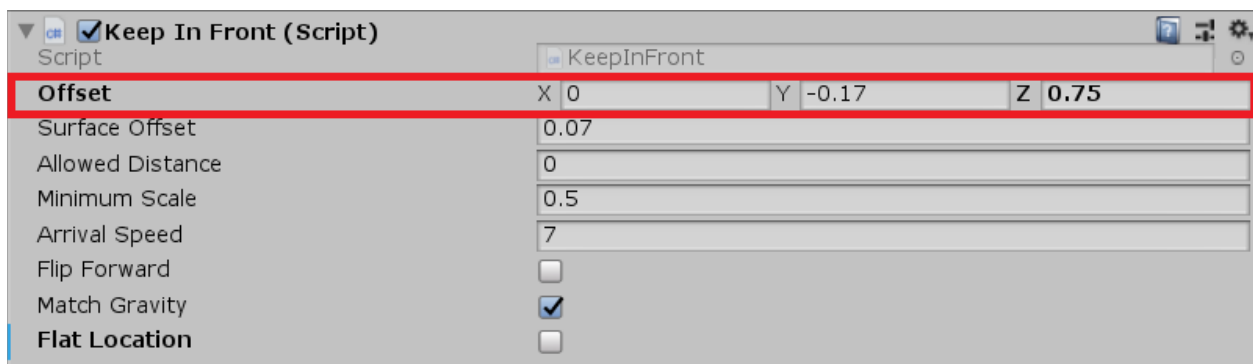 Keep In Front (Script)
Script KeepInFront
Offset X 0 Y -0.17 Z 0.75
Surface Offset 0.07
Allowed Distance 0
Minimum Scale 0.5
Arrival Speed 7
Flip Forward
Match Gravity
Flat Location